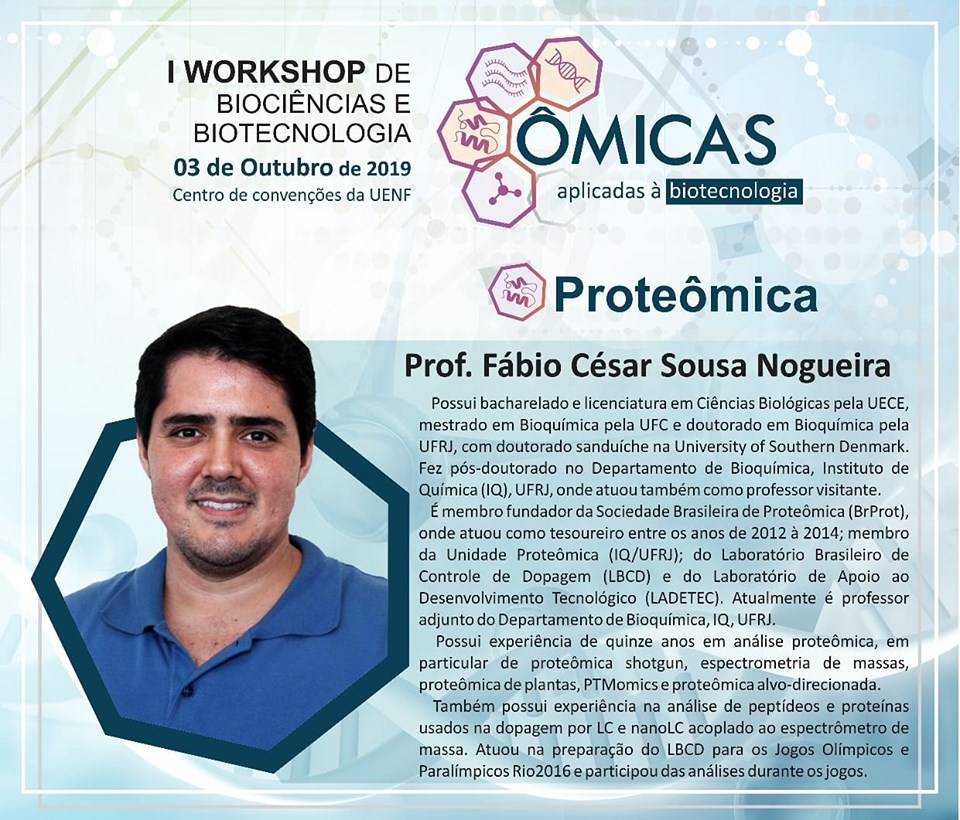 I WORKSHOP DE
BIOCIÊNCIAS E
BIOTECNOLOGIA
03 de Outubro de 2019
Centro de convenções da UENF
ÔMICAS
aplicadas à biotecnologia
Proteômica
Prof. Fábio César Sousa Nogueira
Possui bacharelado e licenciatura em Ciências Biológicas pela UECE,
mestrado em Bioquímica pela UFC e doutorado em Bioquímica pela
UFRJ, com doutorado sanduíche na University of Southern Denmark.
Fez pós-doutorado no Departamento de Bioquímica, Instituto de
Química (IQ), UFRJ, onde atuou também como professor visitante.
É membro fundador da Sociedade Brasileira de Proteômica (BrProt),
onde atuou como tesoureiro entre os anos de 2012 à 2014; membro
da Unidade Proteômica (IQ/UFRJ); do Laboratório Brasileiro de
Controle de Dopagem (LBCD) e do Laboratório de Apoio ao
Desenvolvimento Tecnológico (LADETEC). Atualmente é professor
adjunto do Departamento de Bioquímica, IQ, UFRJ.
Possui experiência de quinze anos em análise proteômica, em
particular de proteômica shotgun, espectrometria de massas,
proteômica de plantas, PTMomics e proteômica alvo-direcionada.
Também possui experiência na análise de peptídeos e proteínas
usados na dopagem por LC e nanoLC acoplado ao espectrômetro de
massa. Atuou na preparação do LBCD para os Jogos Olímpicos e
Paralímpicos Rio2016 e participou das análises durante os jogos.